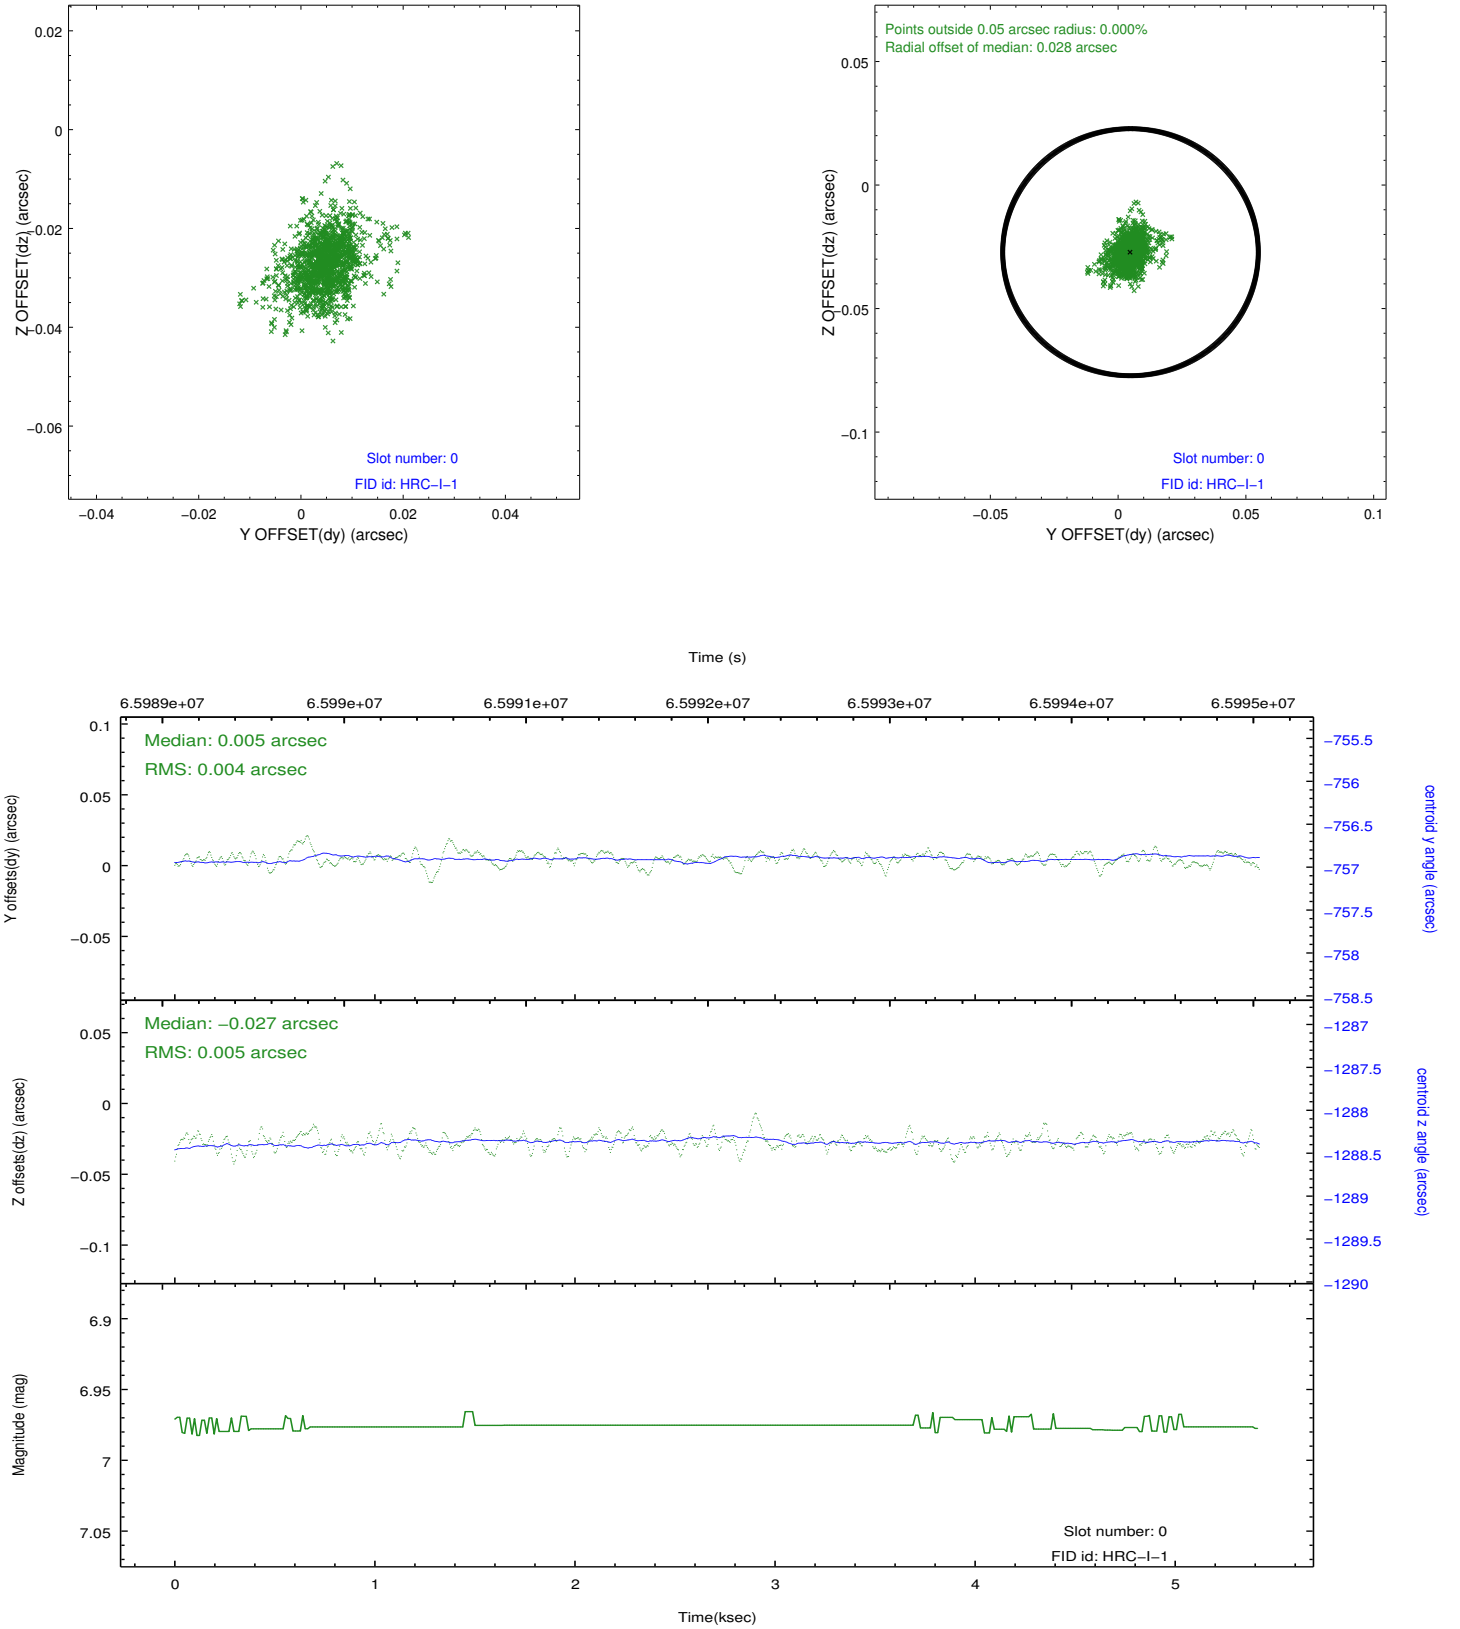 0.02
0
−0.02
−0.04
−0.06
Z OFFSET(dz) (arcsec)
Slot number: 0
FID id: HRC−I−1
−0.04
−0.02
0
0.02
0.04
Y OFFSET(dy) (arcsec)
Points outside 0.05 arcsec radius: 0.000%
Radial offset of median: 0.028 arcsec
0.05
0
−0.05
−0.1
Z OFFSET(dz) (arcsec)
Slot number: 0
FID id: HRC−I−1
−0.05
0
0.05
0.1
Y OFFSET(dy) (arcsec)
Time (s)
6.5989e+07
6.599e+07
6.5991e+07
6.5992e+07
6.5993e+07
6.5994e+07
6.5995e+07
Median: 0.005 arcsec
RMS: 0.004 arcsec
0.1
0.05
0
−0.05
Y offsets(dy) (arcsec)
−755.5
−756
−756.5
−757
−757.5
−758
−758.5
centroid y angle (arcsec)
Median: −0.027 arcsec
RMS: 0.005 arcsec
0.05
0
−0.05
−0.1
Z offsets(dz) (arcsec)
−1287
−1287.5
−1288
−1288.5
−1289
−1289.5
−1290
centroid z angle (arcsec)
6.9
6.95
7
7.05
Magnitude (mag)
Slot number: 0
FID id: HRC−I−1
0
1
2
3
4
5
Time(ksec)